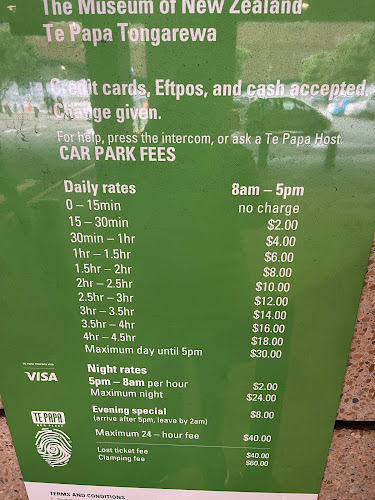 The Museum of New Zealand
Te Papa Tongarewa
Credit cards, Eftpos, and cash accepted.
Change given.
For help, press the intercom, or ask a Te Papa Host.
CAR PARK FEES
Daily rates 8am – 5pm
0 – 15min no charge
15 – 30min $2.00
30min – 1hr $4.00
1hr – 1.5hr $6.00
1.5hr – 2hr $8.00
2hr – 2.5hr $10.00
2.5hr – 3hr $12.00
3hr – 3.5hr $14.00
3.5hr – 4hr $16.00
4hr – 4.5hr $18.00
Maximum day until 5pm $30.00
Night rates
5pm – 8am per hour $2.00
Maximum night $24.00
Evening special $8.00
(arrive after 5pm, leave by 2am)
Maximum 24 – hour fee $40.00
Lost ticket fee $40.00
Clamping fee $60.00
VISA
TE PAPA
TERMS AND CONDITIONS